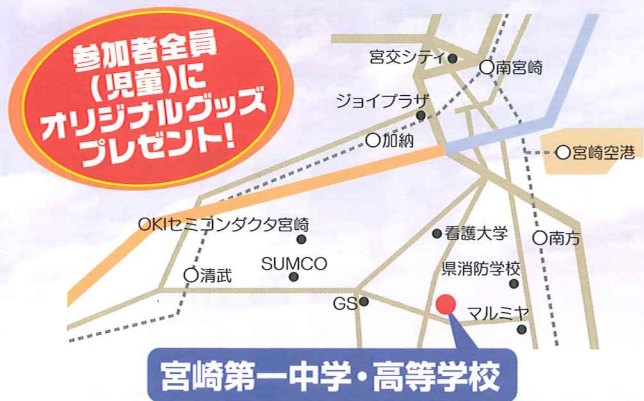 参加者全員
(児童)に
オリジナルグッズ
プレゼント!
宮交シティ
南宮崎
ジョイプラザ
加納
宮崎空港
OKIセミコンダクタ宮崎
看護大学
南方
清武
SUMCO
県消防学校
GS
マルミヤ
宮崎第一中学・高等学校